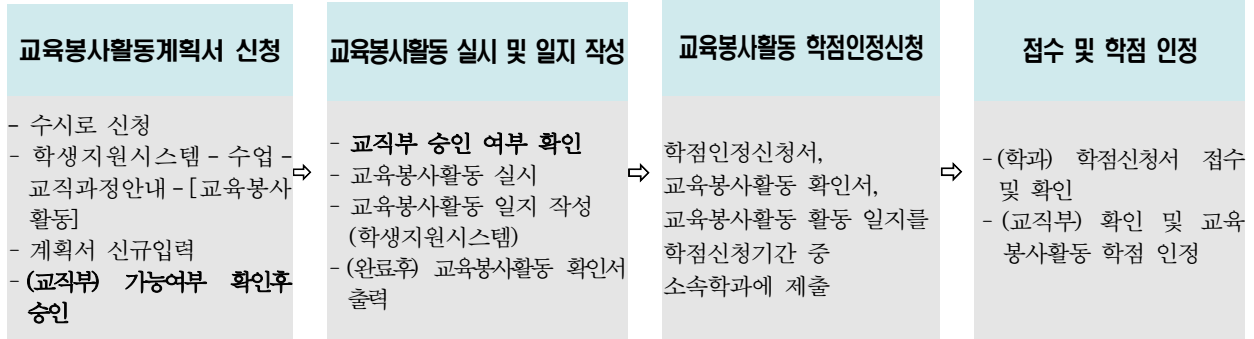 교육봉사활동계획서 신청
- 수시로 신청
- 학생지원시스템 - 수업 -
교직과정안내 - [교육봉사
활동]
- 계획서 신규입력
- (교직부) 가능여부 확인후
승인
⇨
교육봉사활동 실시 및 일지 작성
- 교직부 승인 여부 확인
- 교육봉사활동 실시
- 교육봉사활동 일지 작성
(학생지원시스템)
- (완료후) 교육봉사활동 확인서
출력
⇨
교육봉사활동 학점인정신청
학점인정신청서,
교육봉사활동 확인서,
교육봉사활동 활동 일지를
학점신청기간 중
소속학과에 제출
⇨
접수 및 학점 인정
- (학과) 학점신청서 접수
및 확인
- (교직부) 확인 및 교육
봉사활동 학점 인정